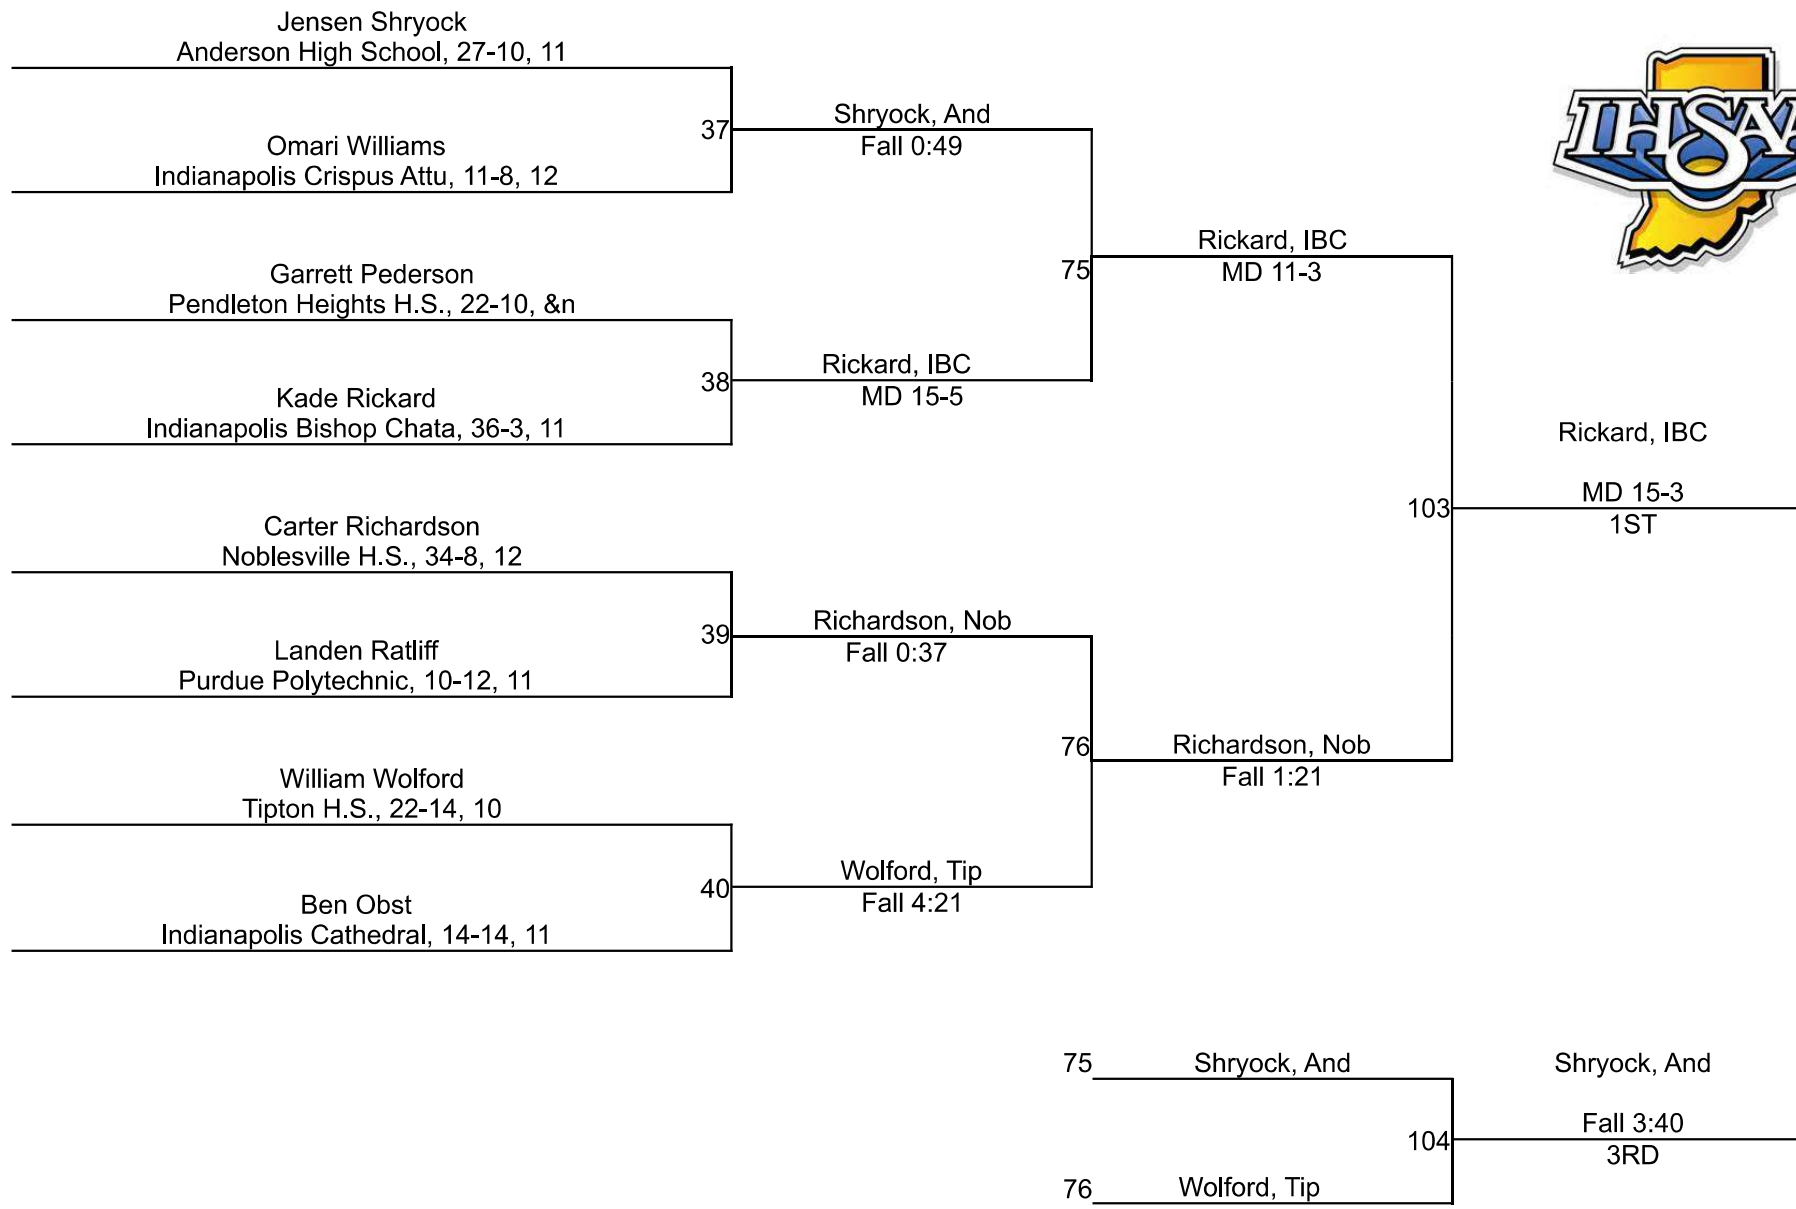 Jensen Shryock
Anderson High School, 27-10, 11
37
Omari Williams
Indianapolis Crispus Attu, 11-8, 12
Shryock, And
Fall 0:49
Garrett Pederson
Pendleton Heights H.S., 22-10, &n
38
Kade Rickard
Indianapolis Bishop Chata, 36-3, 11
Rickard, IBC
MD 15-5
75
Rickard, IBC
MD 11-3
Carter Richardson
Noblesville H.S., 34-8, 12
39
Landen Ratliff
Purdue Polytechnic, 10-12, 11
Richardson, Nob
Fall 0:37
William Wolford
Tipton H.S., 22-14, 10
40
Ben Obst
Indianapolis Cathedral, 14-14, 11
Wolford, Tip
Fall 4:21
76
Richardson, Nob
Fall 1:21
103
Rickard, IBC
MD 15-3
1ST
IHSAA
75
Shryock, And
76
Wolford, Tip
104
Shryock, And
Fall 3:40
3RD